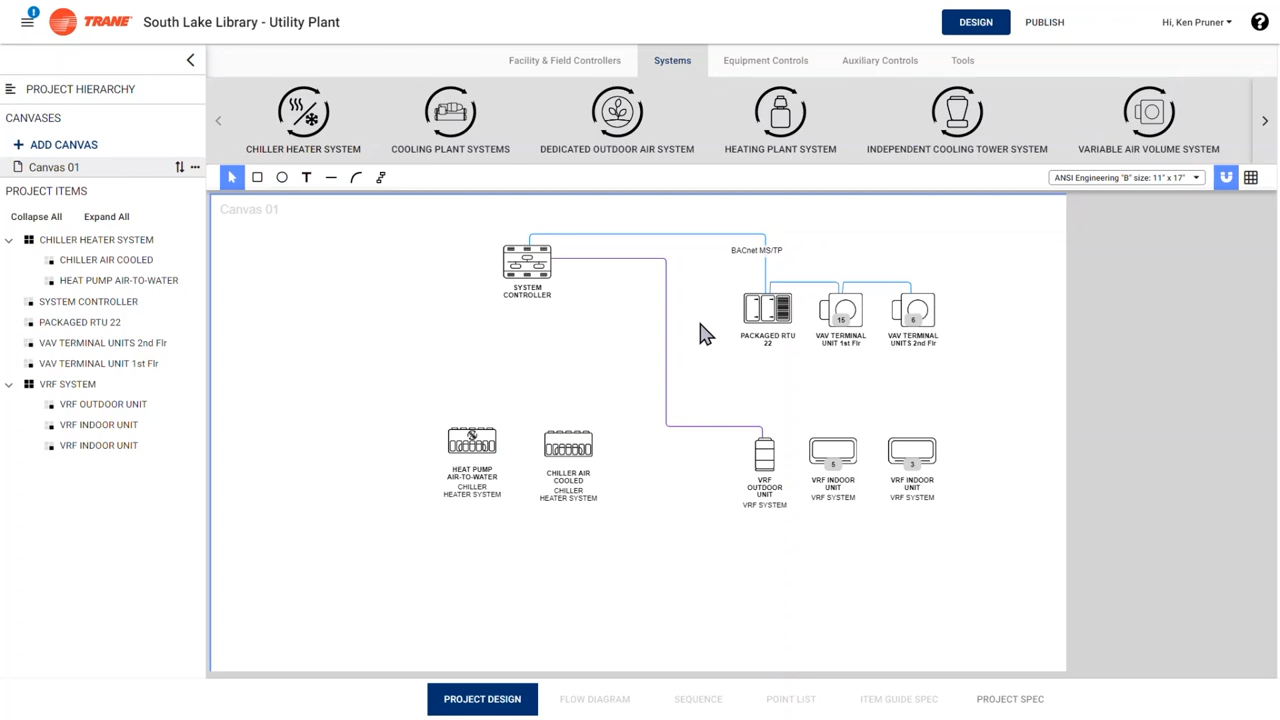 !
TRANE
South Lake Library - Utility Plant
DESIGN
PUBLISH
Hi, Ken Pruner
?
Facility & Field Controllers
Systems
Equipment Controls
Auxiliary Controls
Tools
PROJECT HIERARCHY
CANVASES
+ ADD CANVAS
Canvas 01
PROJECT ITEMS
Collapse All
Expand All
CHILLER HEATER SYSTEM
CHILLER AIR COOLED
HEAT PUMP AIR-TO-WATER
SYSTEM CONTROLLER
PACKAGED RTU 22
VAV TERMINAL UNITS 2nd Flr
VAV TERMINAL UNIT 1st Flr
VRF SYSTEM
VRF OUTDOOR UNIT
VRF INDOOR UNIT
VRF INDOOR UNIT
CHILLER HEATER SYSTEM
COOLING PLANT SYSTEMS
DEDICATED OUTDOOR AIR SYSTEM
HEATING PLANT SYSTEM
INDEPENDENT COOLING TOWER SYSTEM
VARIABLE AIR VOLUME SYSTEM
T
ANSI Engineering "B" size: 11" x 17"
Canvas 01
BACnet MS/TP
SYSTEM
CONTROLLER
PACKAGED RTU
22
15
VAV TERMINAL
UNIT 1st Flr
6
VAV TERMINAL
UNITS 2nd Flr
HEAT PUMP
AIR-TO-WATER
CHILLER
HEATER SYSTEM
CHILLER AIR
COOLED
CHILLER
HEATER SYSTEM
VRF
OUTDOOR
UNIT
VRF SYSTEM
5
VRF INDOOR
UNIT
VRF SYSTEM
3
VRF INDOOR
UNIT
VRF SYSTEM
PROJECT DESIGN
FLOW DIAGRAM
SEQUENCE
POINT LIST
ITEM GUIDE SPEC
PROJECT SPEC